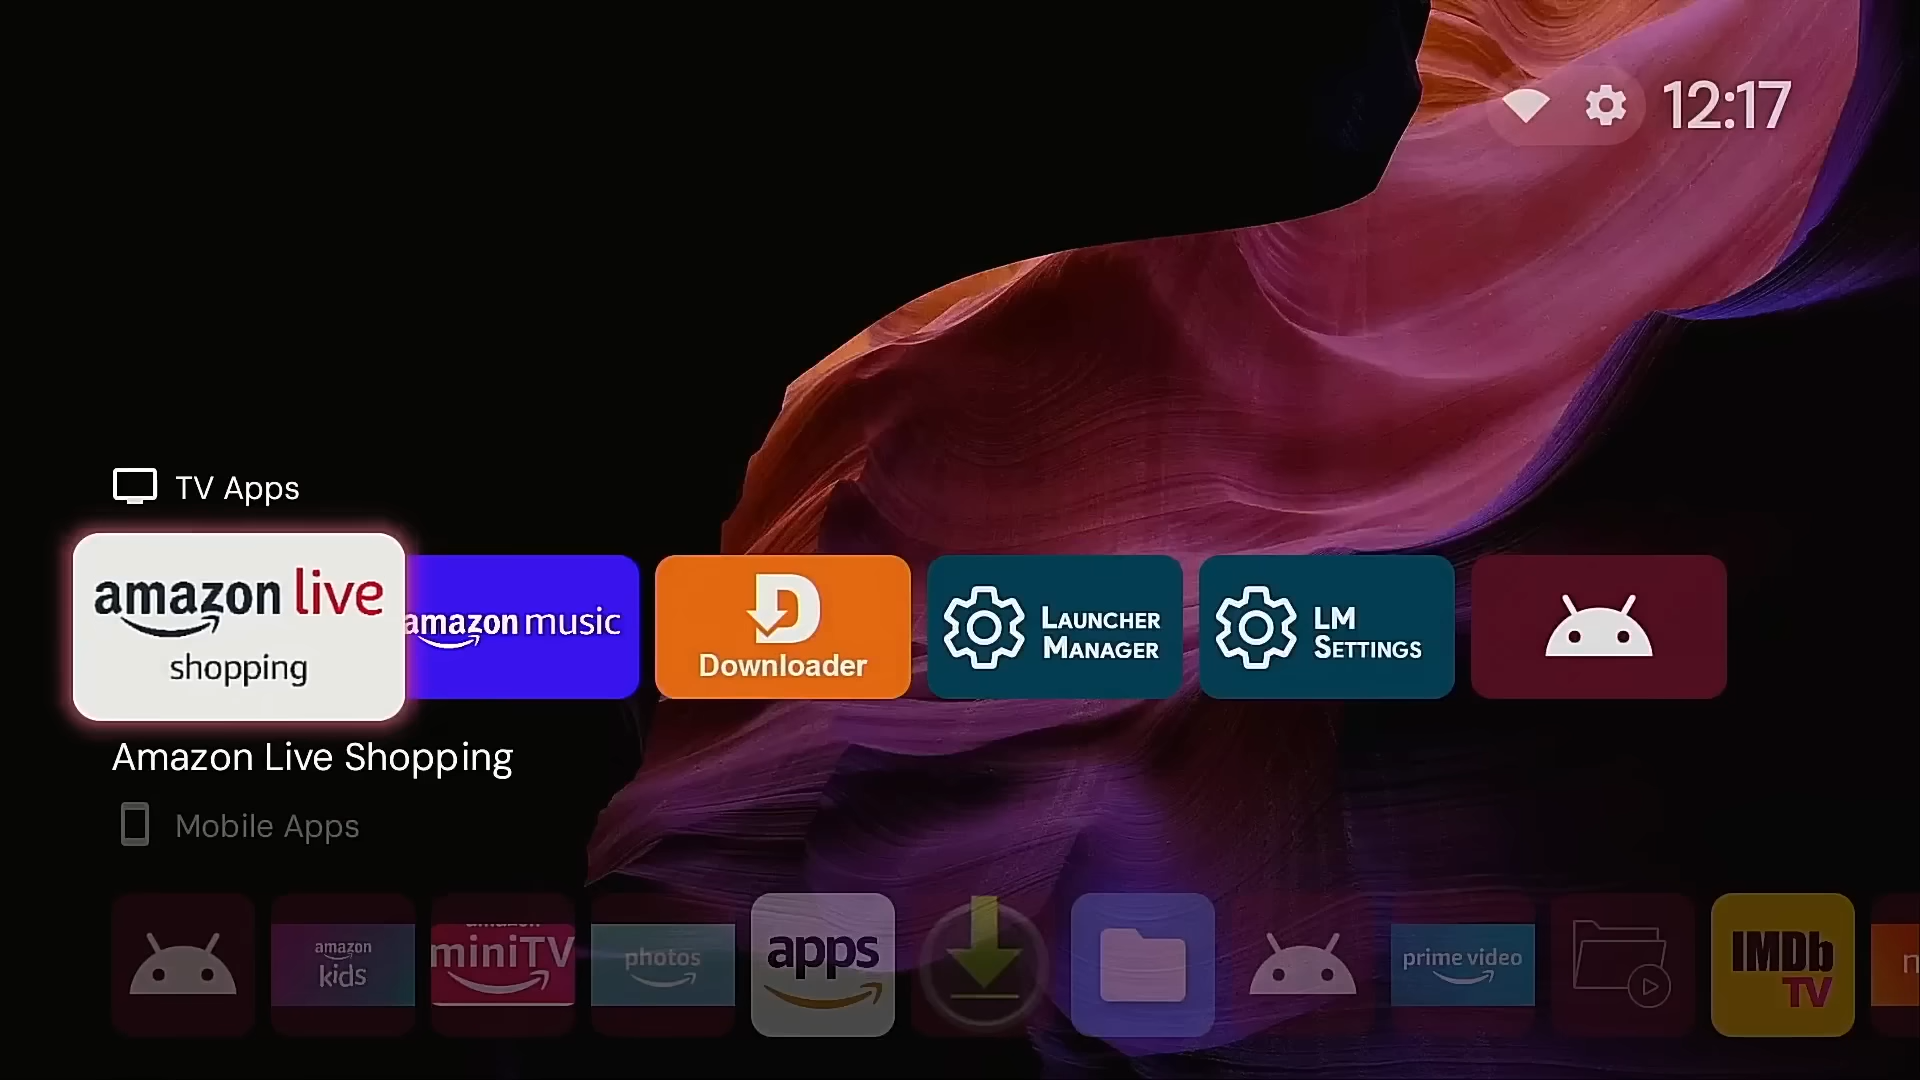 12:17
TV Apps
amazon live
shopping
amazon music
Downloader
LAUNCHER
MANAGER
LM
SETTINGS
Amazon Live Shopping
Mobile Apps
amazon
kids
miniTV
photos
apps
prime video
IMDb
TV